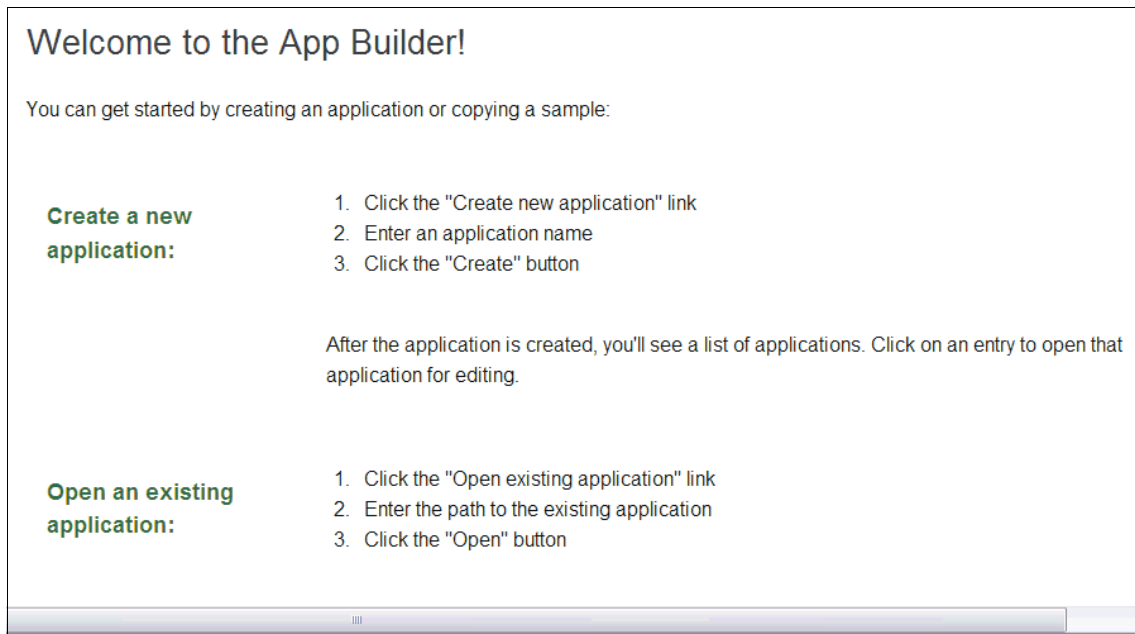 Welcome to the App Builder!
You can get started by creating an application or copying a sample:
Create a new
application:
1. Click the "Create new application" link
2. Enter an application name
3. Click the "Create" button
After the application is created, you'll see a list of applications. Click on an entry to open that
application for editing.
Open an existing
application:
1. Click the "Open existing application" link
2. Enter the path to the existing application
3. Click the "Open" button